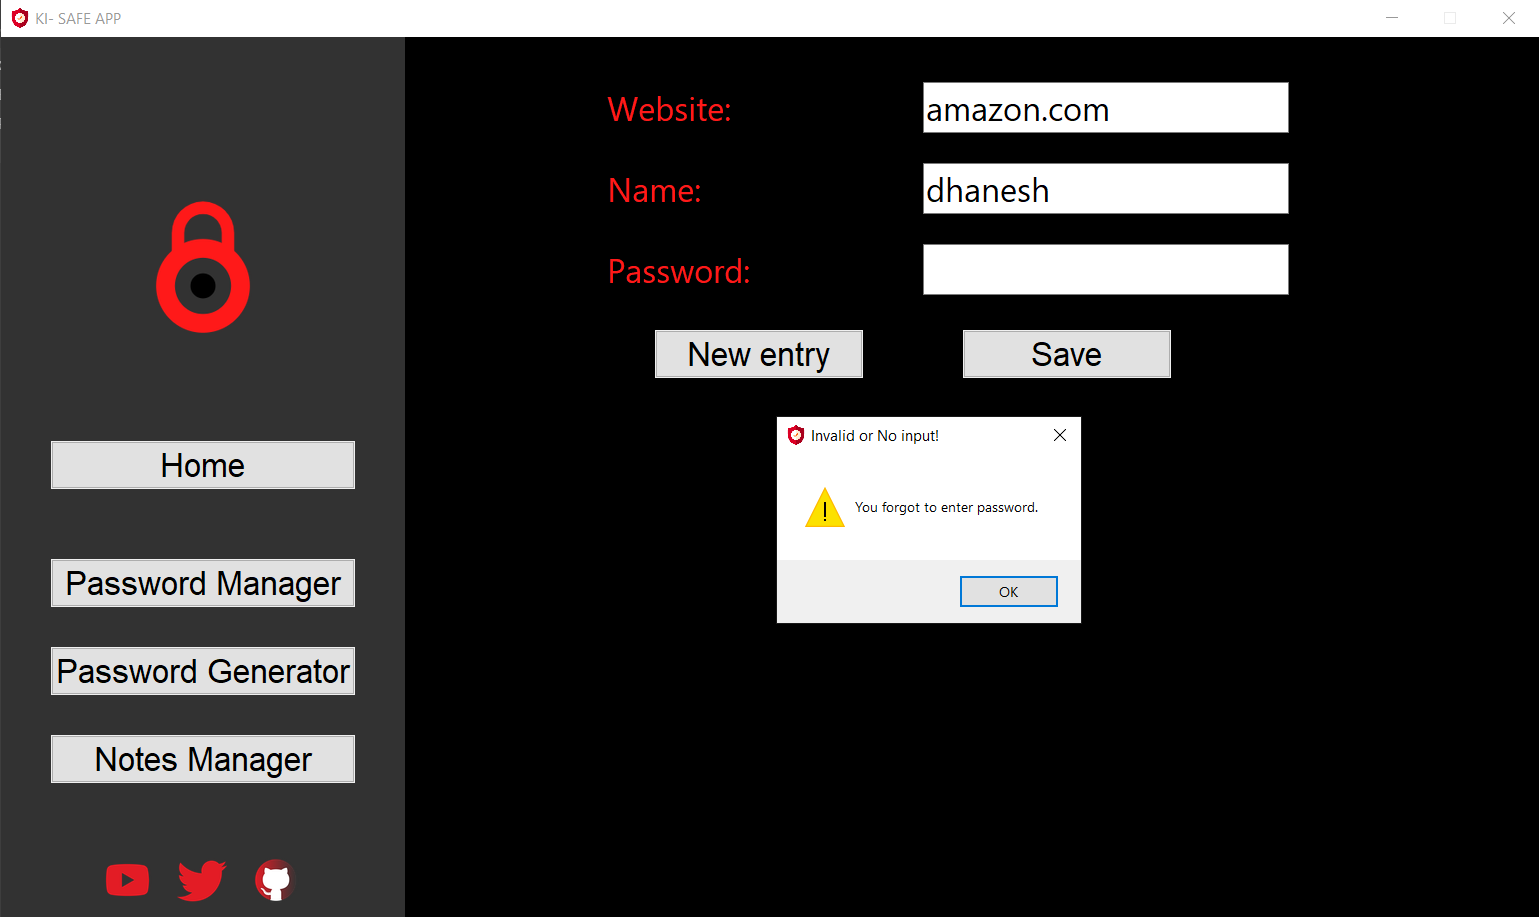 KI- SAFE APP
Website:
amazon.com
Name:
dhanesh
Password:
New entry
Save
Invalid or No input!
You forgot to enter password.
OK
Home
Password Manager
Password Generator
Notes Manager